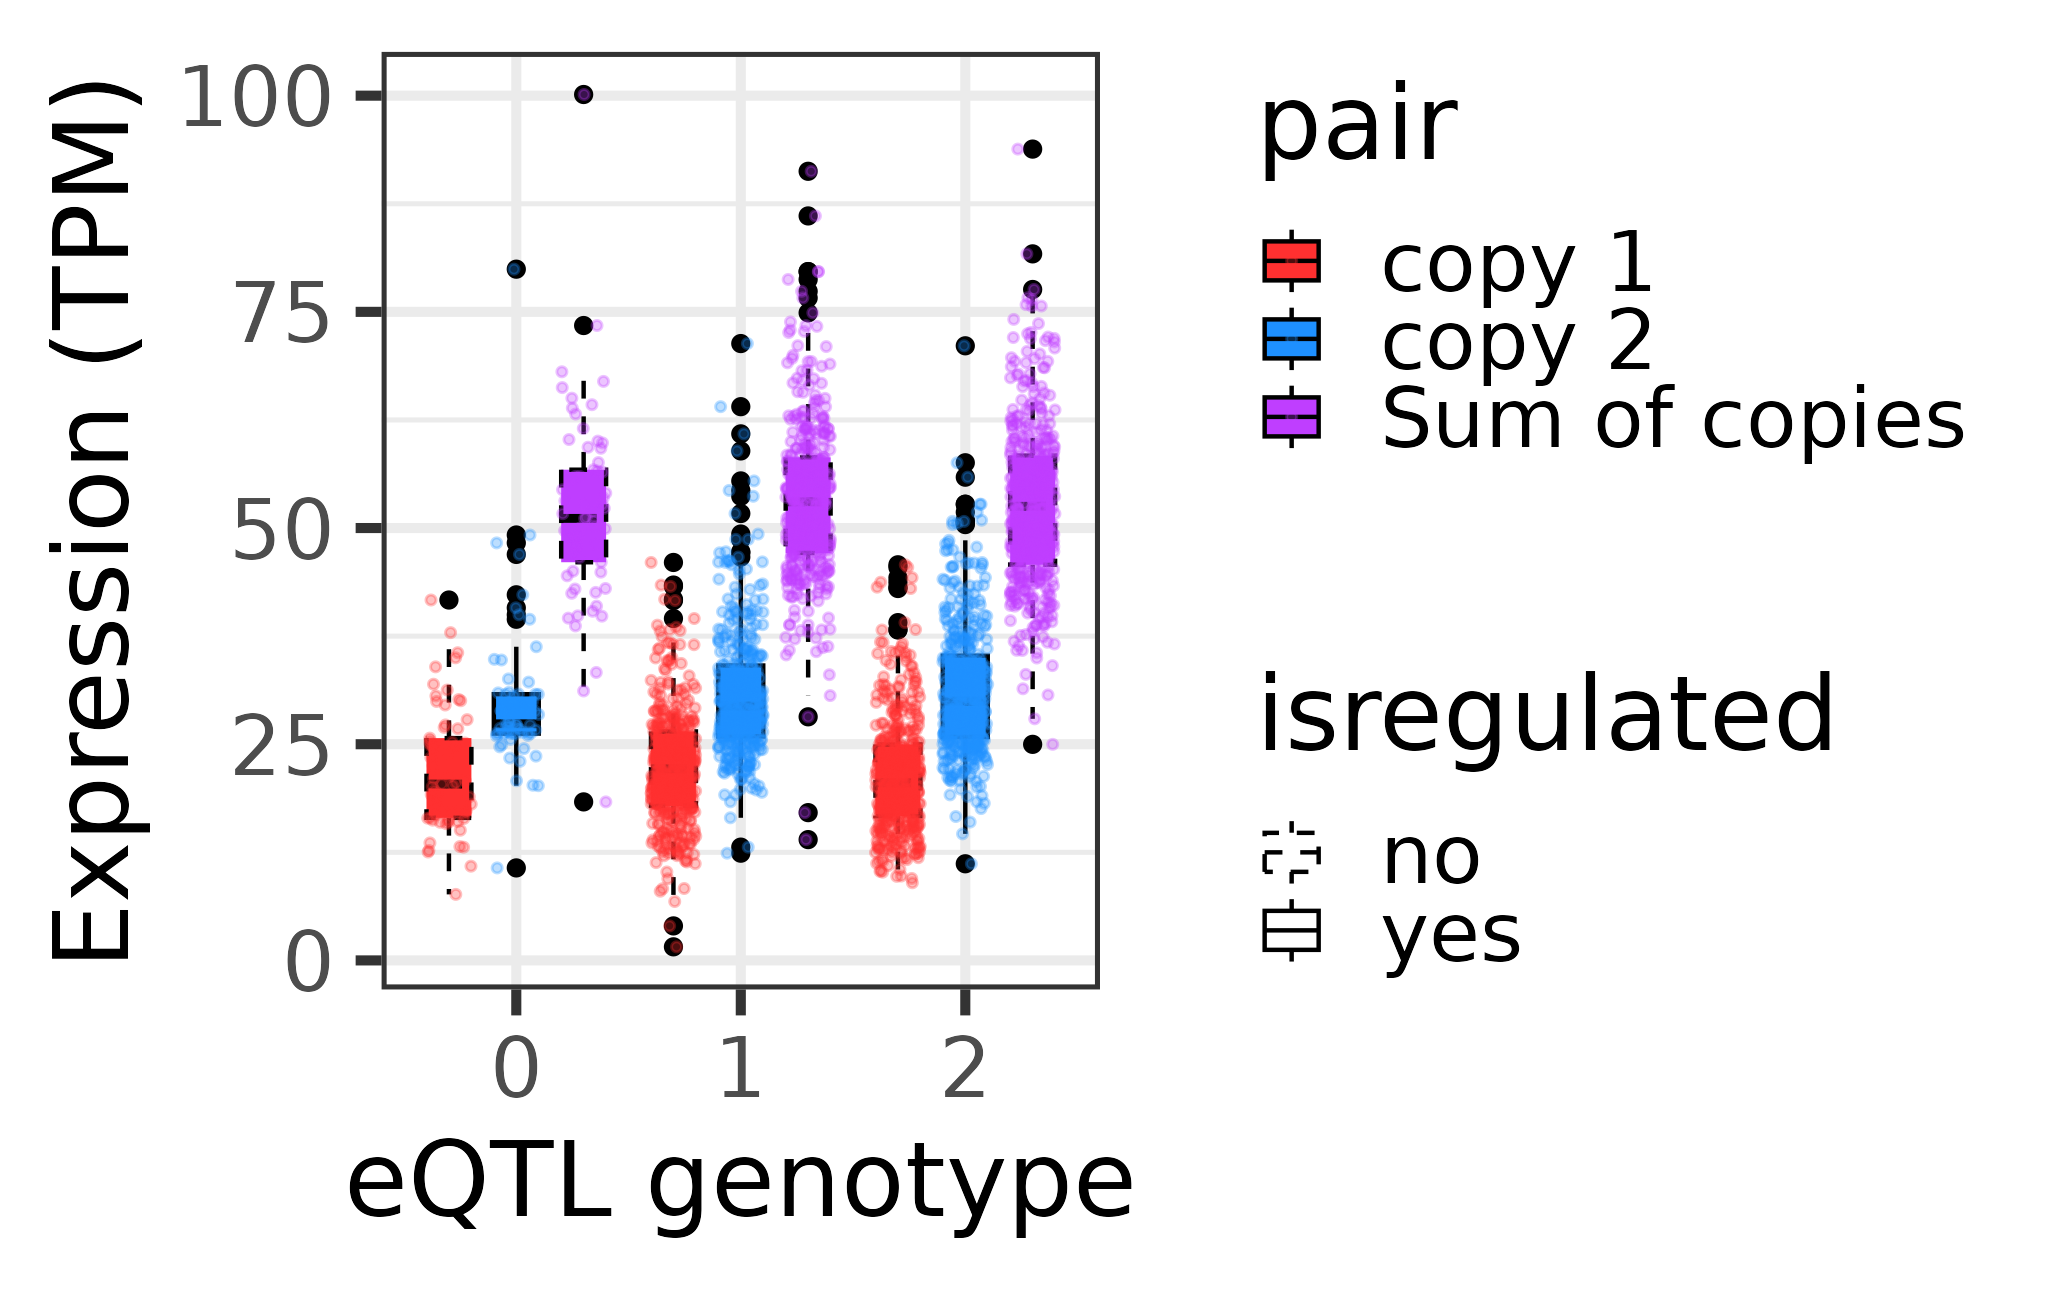 Expression (TPM)
100
75
50
25
0
0 1 2
eQTL genotype
pair
copy 1
copy 2
Sum of copies
isregulated
no
yes